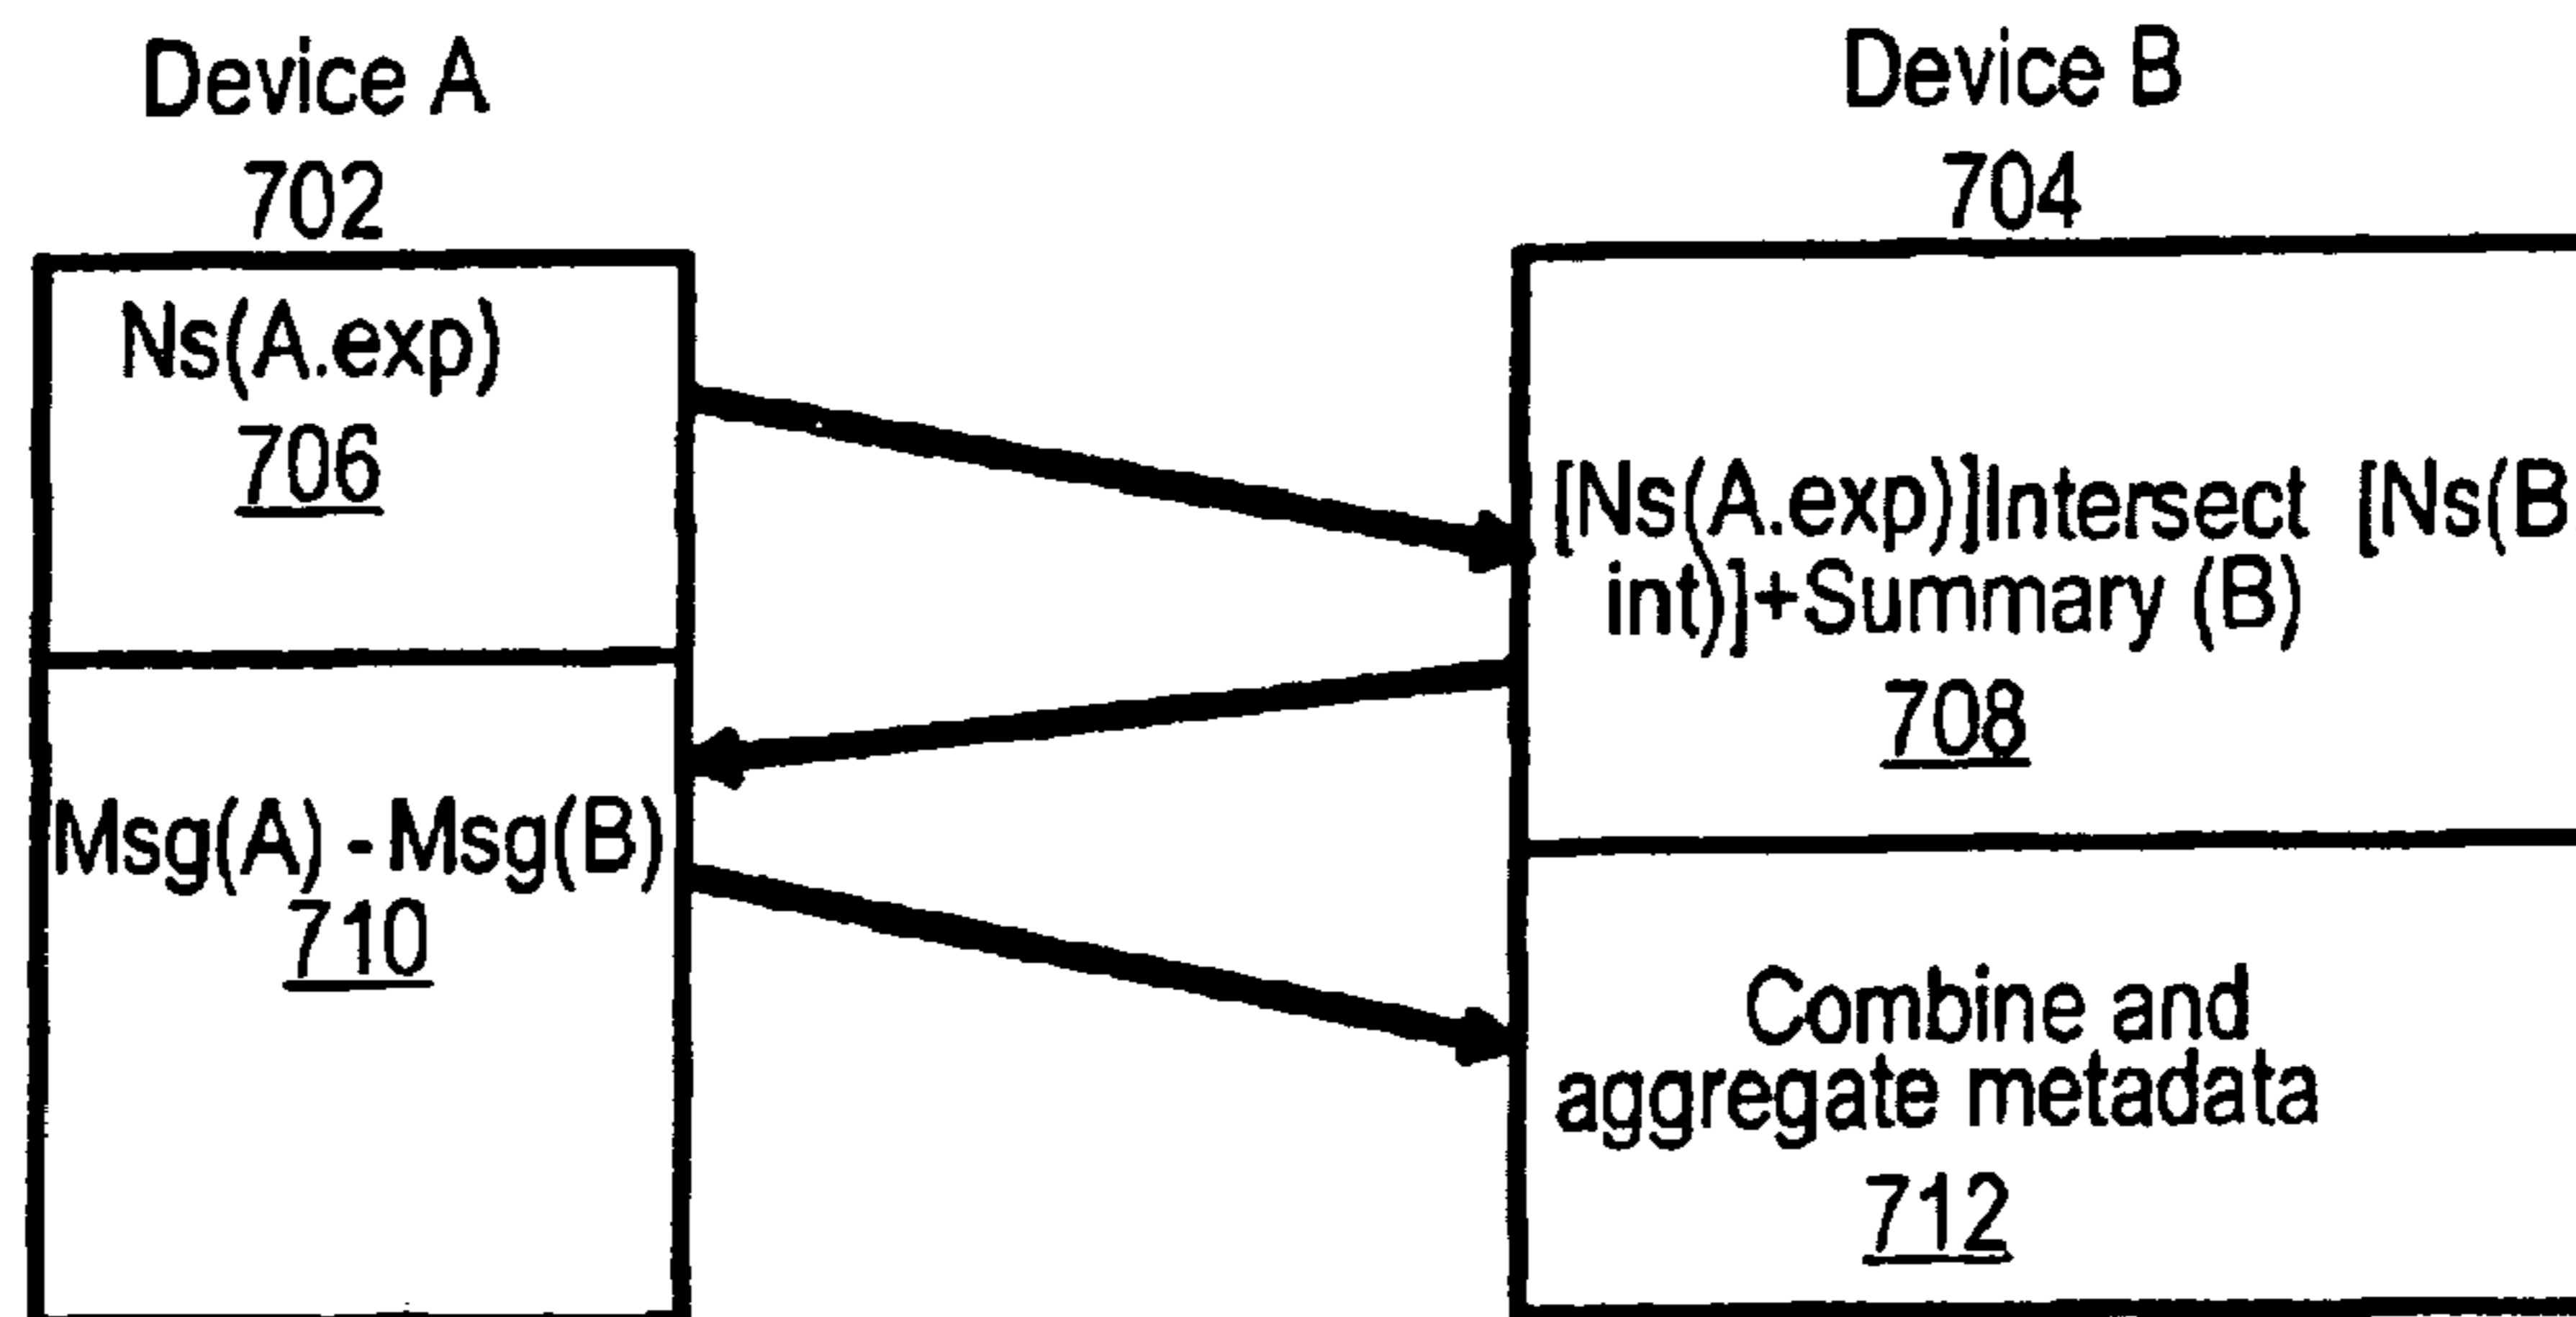 Device A
702
Device B
704
Ns(A.exp)
706
[Ns(A.exp)]Intersect [Ns(B
int)]+Summary (B)
708
Msg(A) - Msg(B)
710
Combine and
aggregate metadata
712